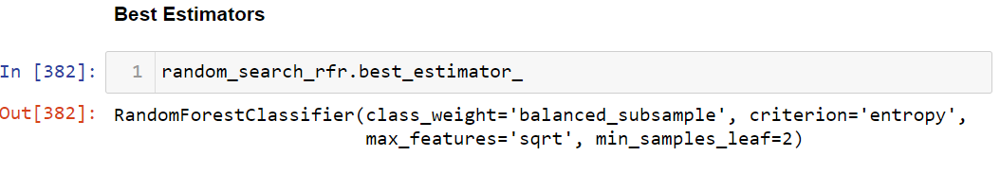 Best Estimators
In [382]: 1 random_search_rfr.best_estimator_
Out[382]: RandomForestClassifier(class_weight='balanced_subsample', criterion='entropy',
max_features='sqrt', min_samples_leaf=2)